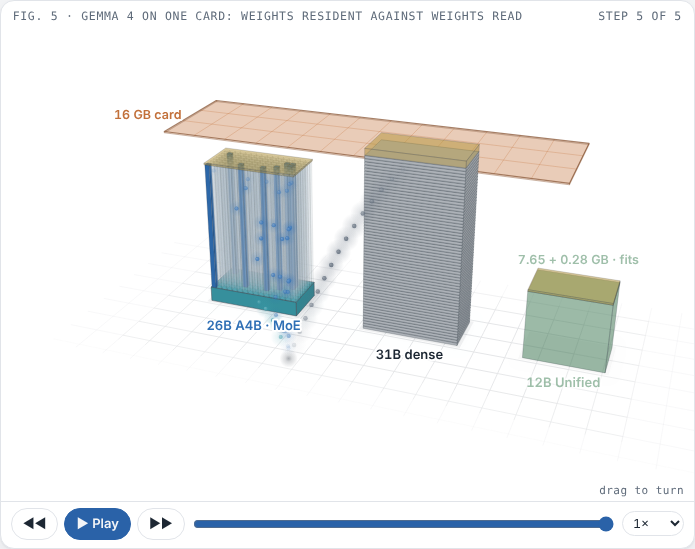 FIG. 5 · GEMMA 4 ON ONE CARD: WEIGHTS RESIDENT AGAINST WEIGHTS READ
STEP 5 OF 5
16 GB card
7.65 + 0.28 GB · fits
26B A4B · MoE
31B dense
12B Unified
drag to turn
Play
1×